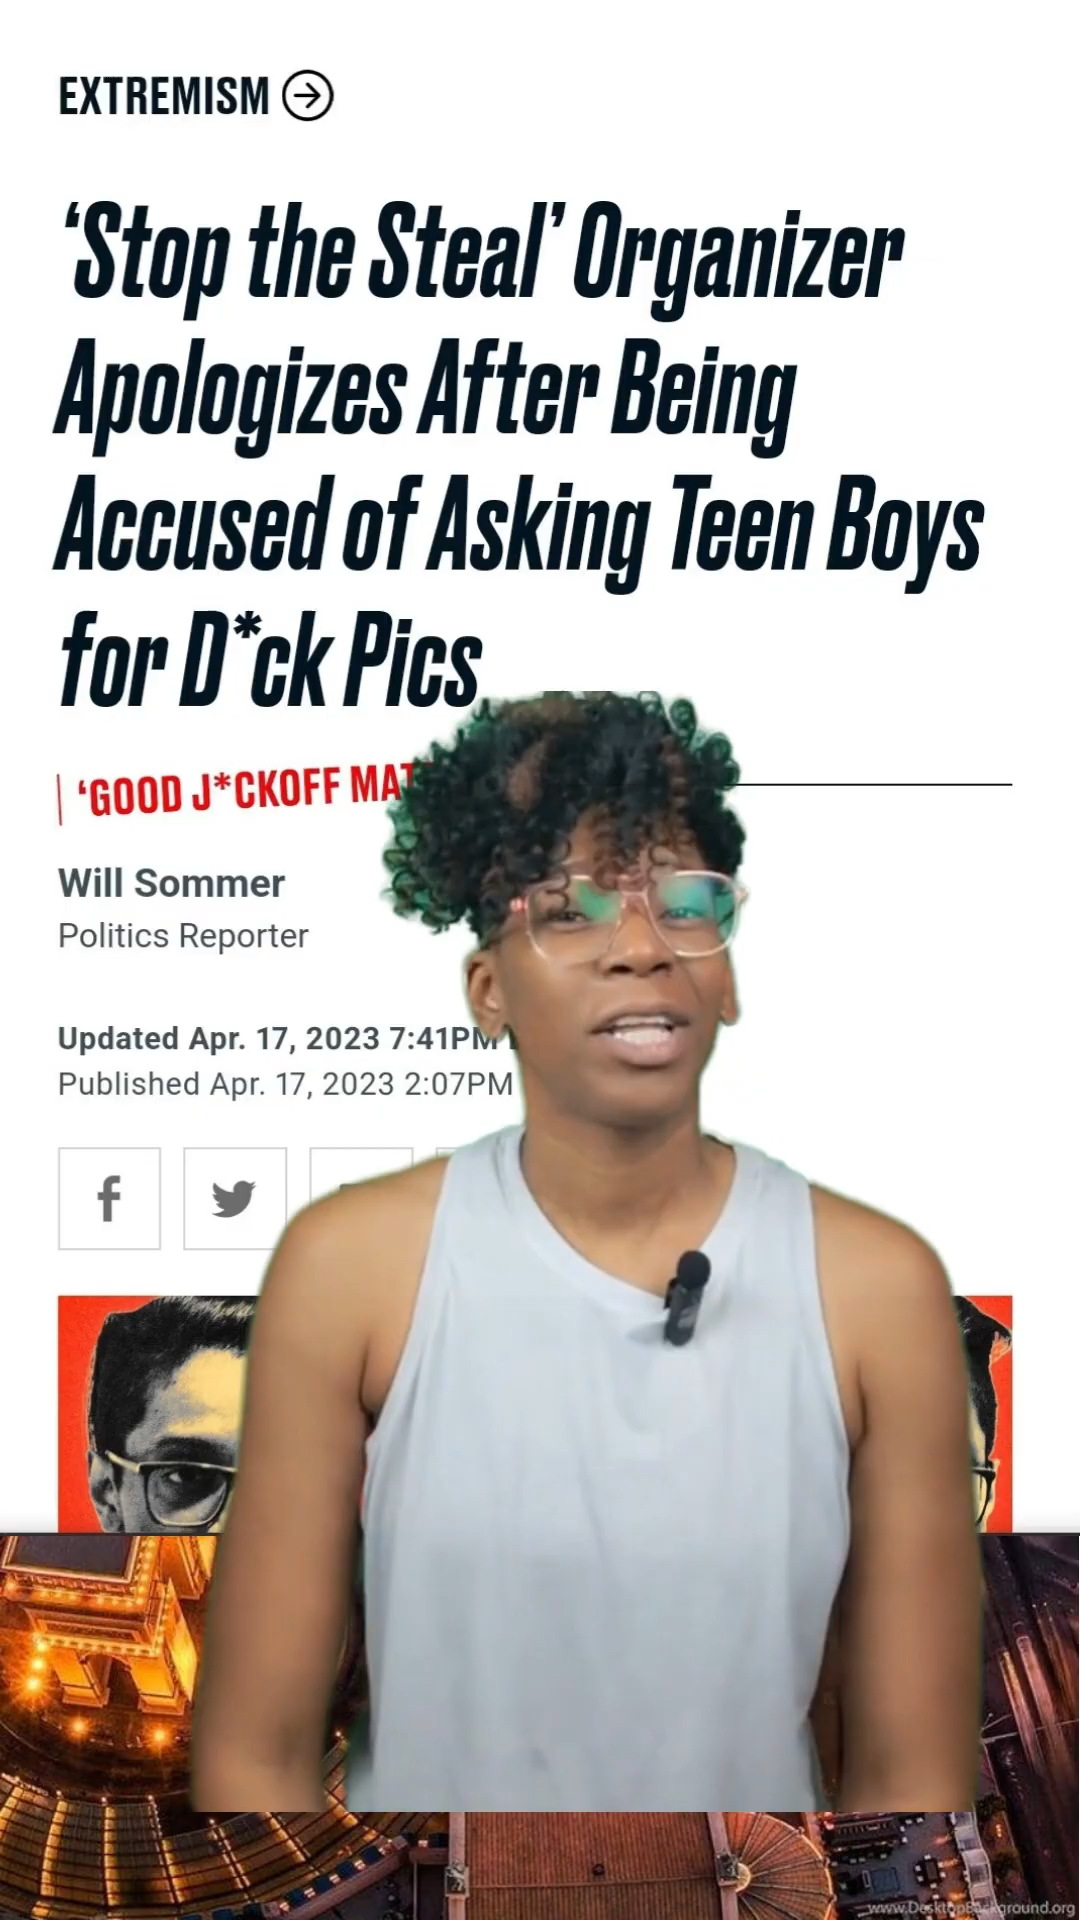 EXTREMISM
‘Stop the Steal’ Organizer
Apologizes After Being
Accused of Asking Teen Boys
for D*ck Pics
‘GOOD J*CKOFF MAT
Will Sommer
Politics Reporter
Updated Apr. 17, 2023 7:41PM
Published Apr. 17, 2023 2:07PM
www.DesktopBackground.org